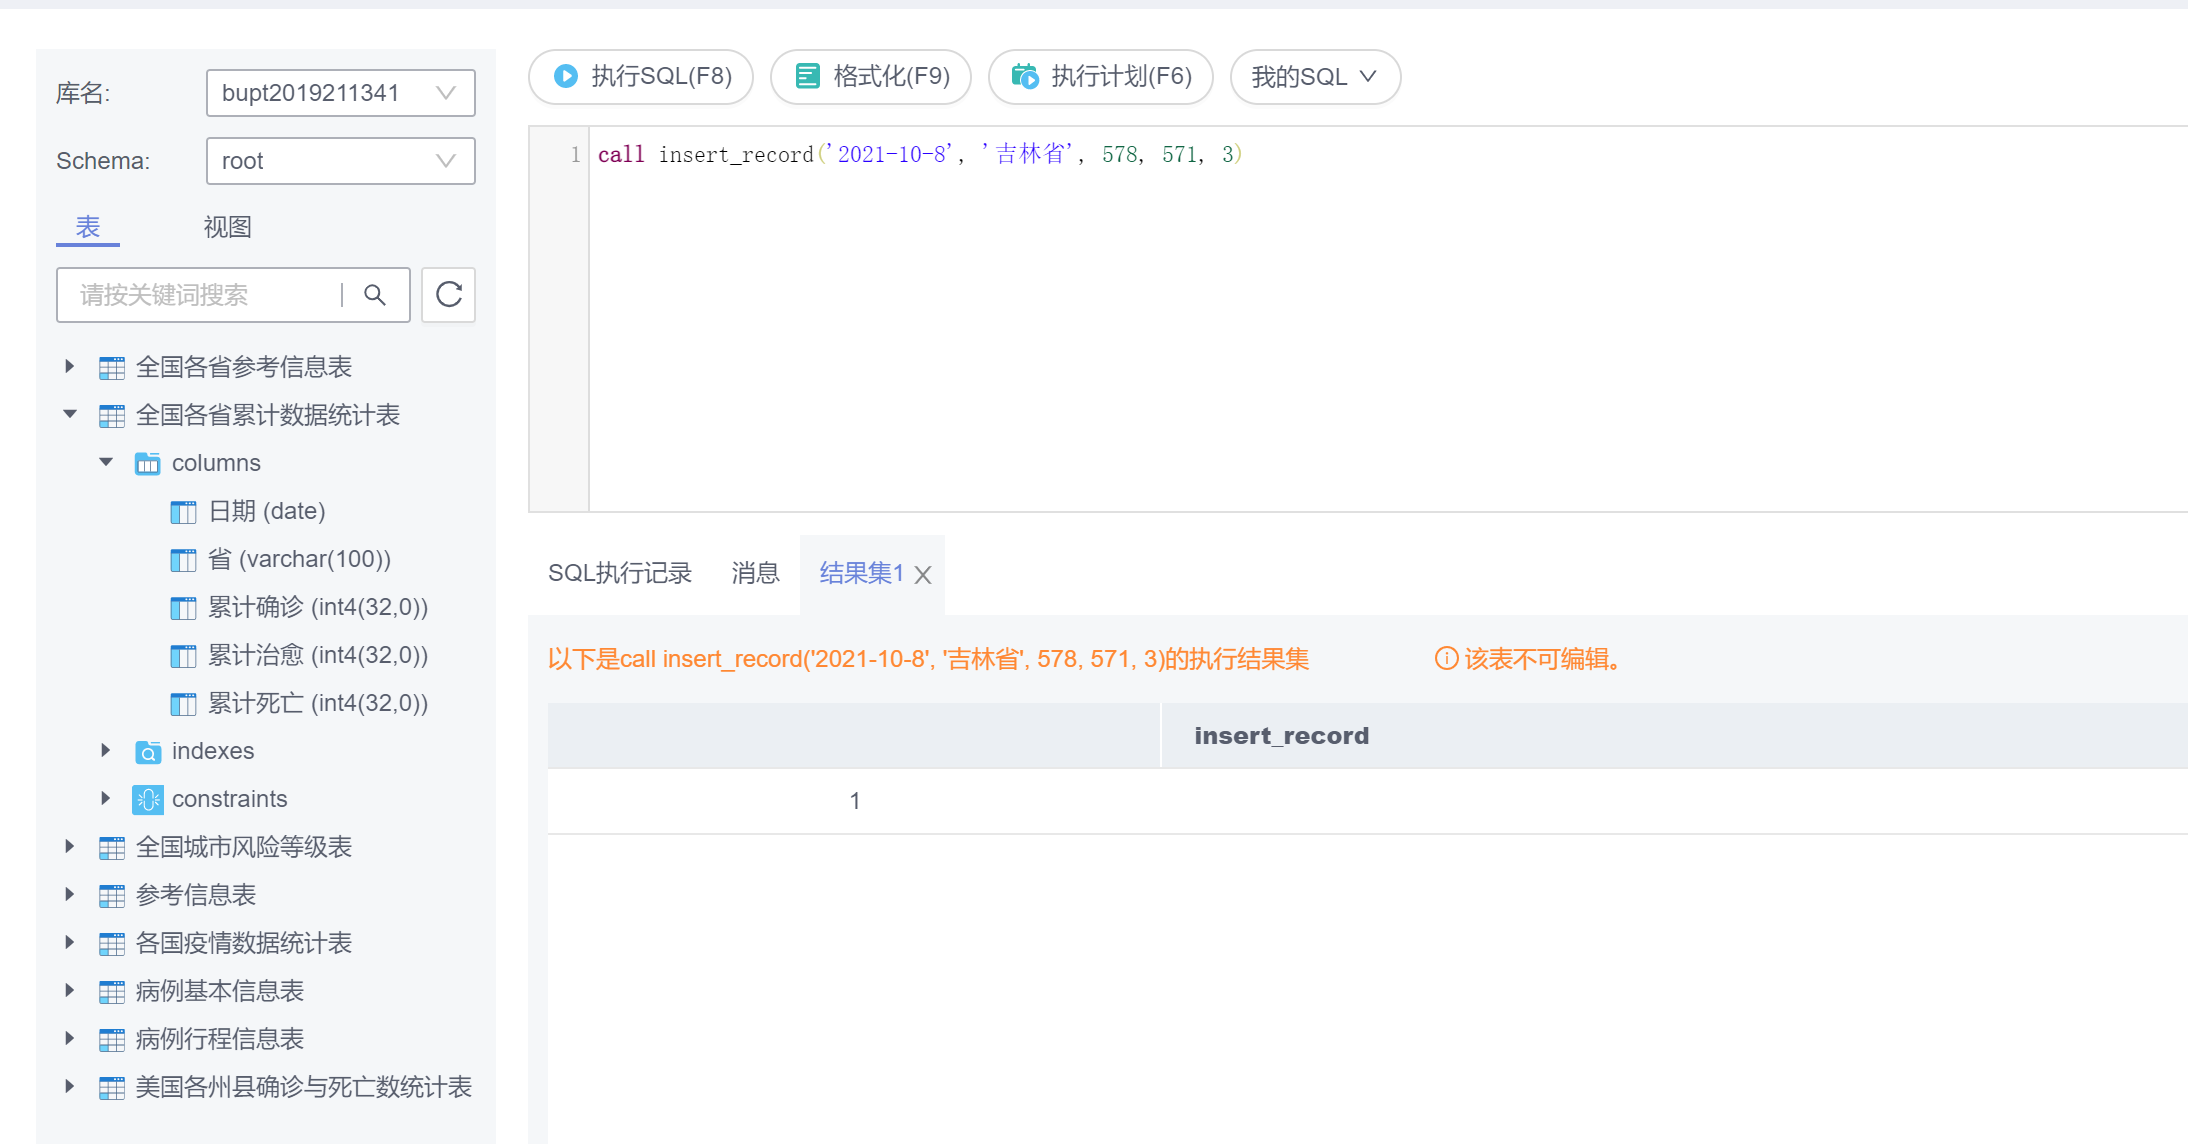 库名:
bupt2019211341
Schema:
root
表
视图
请按关键词搜索
全国各省参考信息表
全国各省累计数据统计表
columns
日期 (date)
省 (varchar(100))
累计确诊 (int4(32,0))
累计治愈 (int4(32,0))
累计死亡 (int4(32,0))
indexes
constraints
全国城市风险等级表
参考信息表
各国疫情数据统计表
病例基本信息表
病例行程信息表
美国各州县确诊与死亡数统计表
执行SQL(F8)
格式化(F9)
执行计划(F6)
我的SQL
1 call insert_record('2021-10-8', '吉林省', 578, 571, 3)
SQL执行记录
消息
结果集1
以下是call insert_record('2021-10-8', '吉林省', 578, 571, 3)的执行结果集
该表不可编辑。
insert_record
1